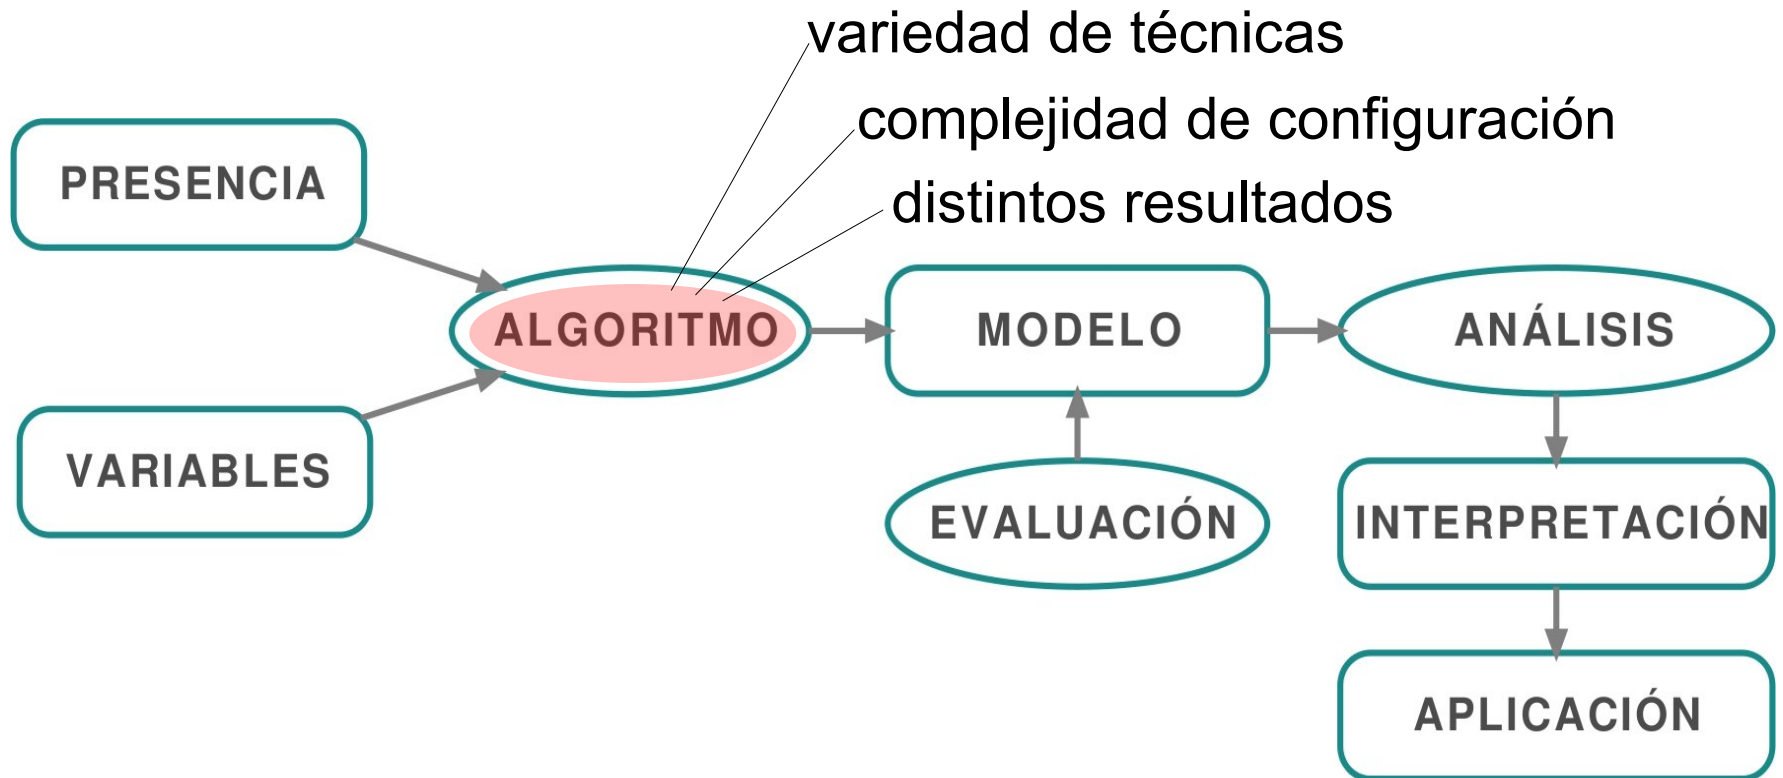 variedad de técnicas
complejidad de configuración
distintos resultados
PRESENCIA
ALGORITMO
MODELO
ANÁLISIS
VARIABLES
EVALUACIÓN
INTERPRETACIÓN
APLICACIÓN